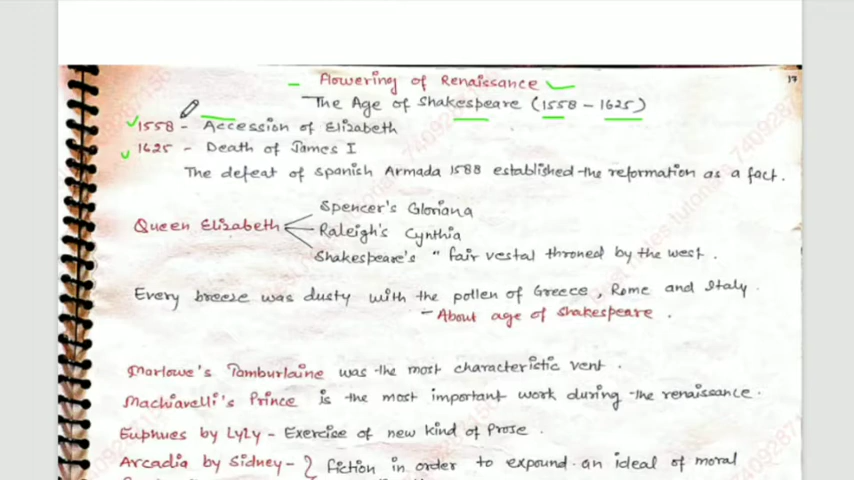 17
- Flowering of Renaissance
The Age of Shakespeare (1558 - 1625)
1558 - Accession of Elizabeth
1625 - Death of James I
The defeat of Spanish Armada 1588 established the reformation as a fact.
Queen Elizabeth
Spencer's Gloriana
Raleigh's Cynthia
Shakespeare's " fair vestal throned by the west .
Every breeze was dusty with the pollen of Greece, Rome and Italy.
- About age of Shakespeare .
Marlowe's Tamburlaine was the most characteristic vent .
Machiavelli's Prince is the most important work during the renaissance.
Euphues by Lyly - Exercise of new kind of Prose .
Arcadia by Sidney - } fiction in order to expound an ideal of moral